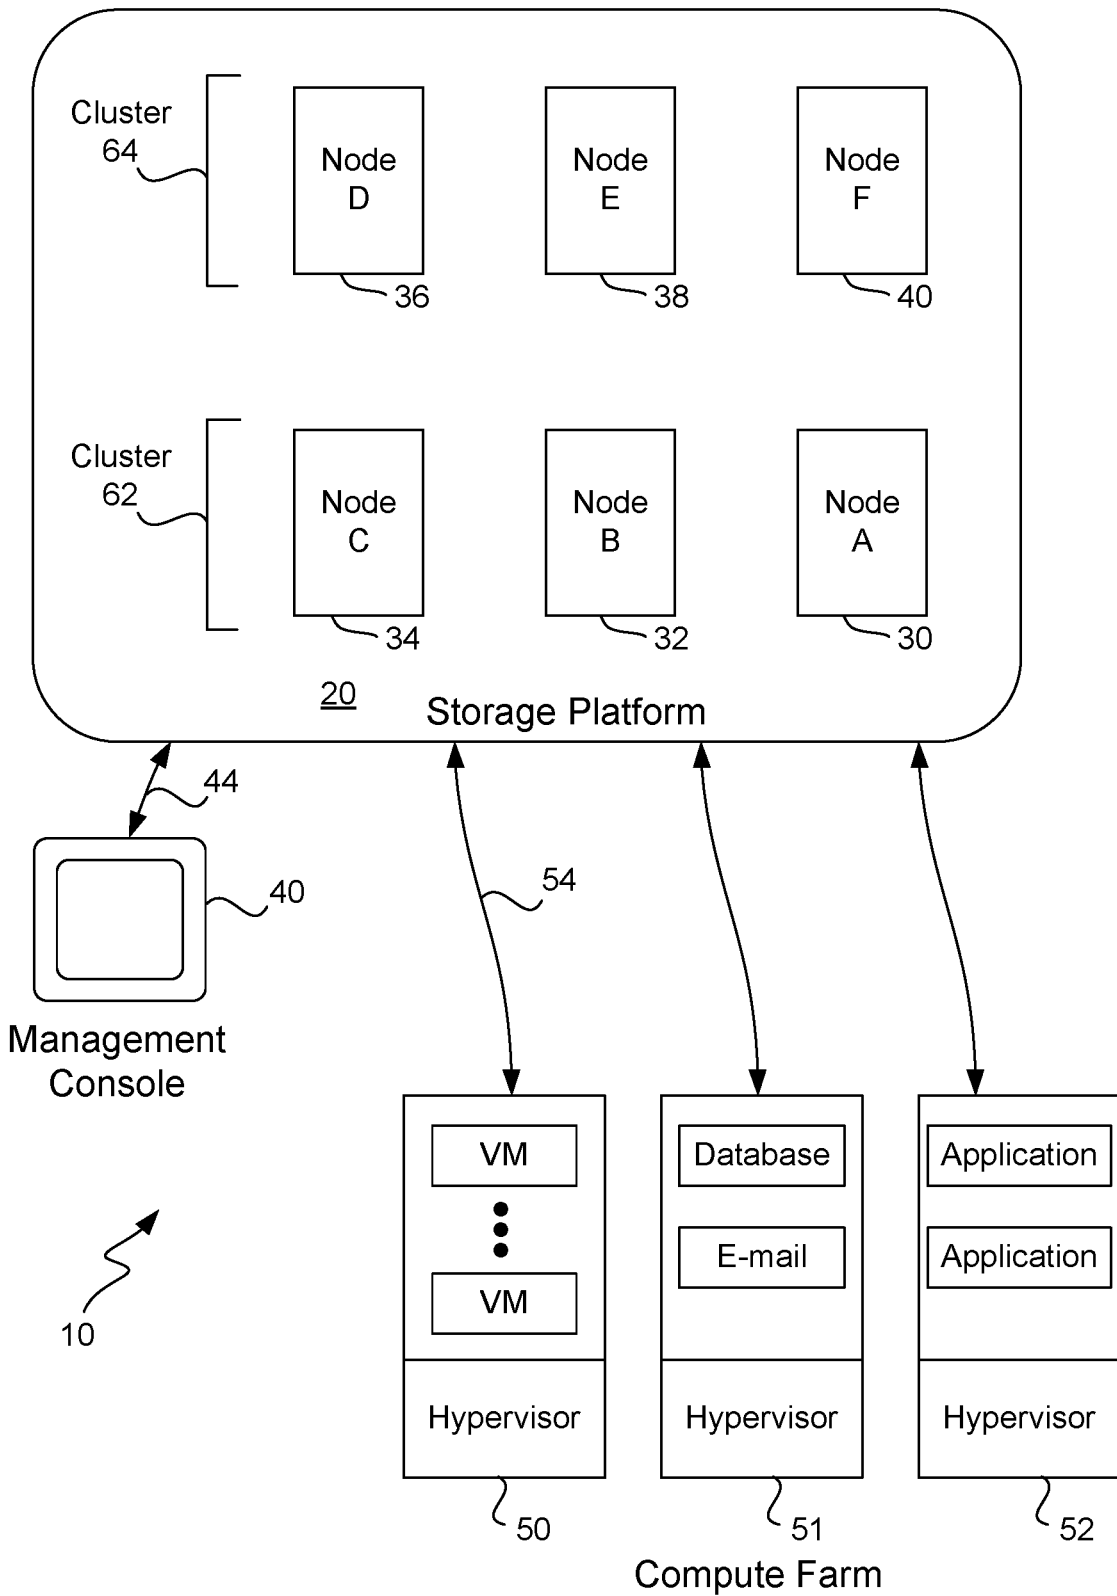 Cluster
64
Node
D
Node
E
Node
F
36
38
40
Cluster
62
Node
C
Node
B
Node
A
34
32
30
20
Storage Platform
44
40
54
Management
Console
VM
VM
Hypervisor
Database
E-mail
Hypervisor
Application
Application
Hypervisor
10
50
51
52
Compute Farm